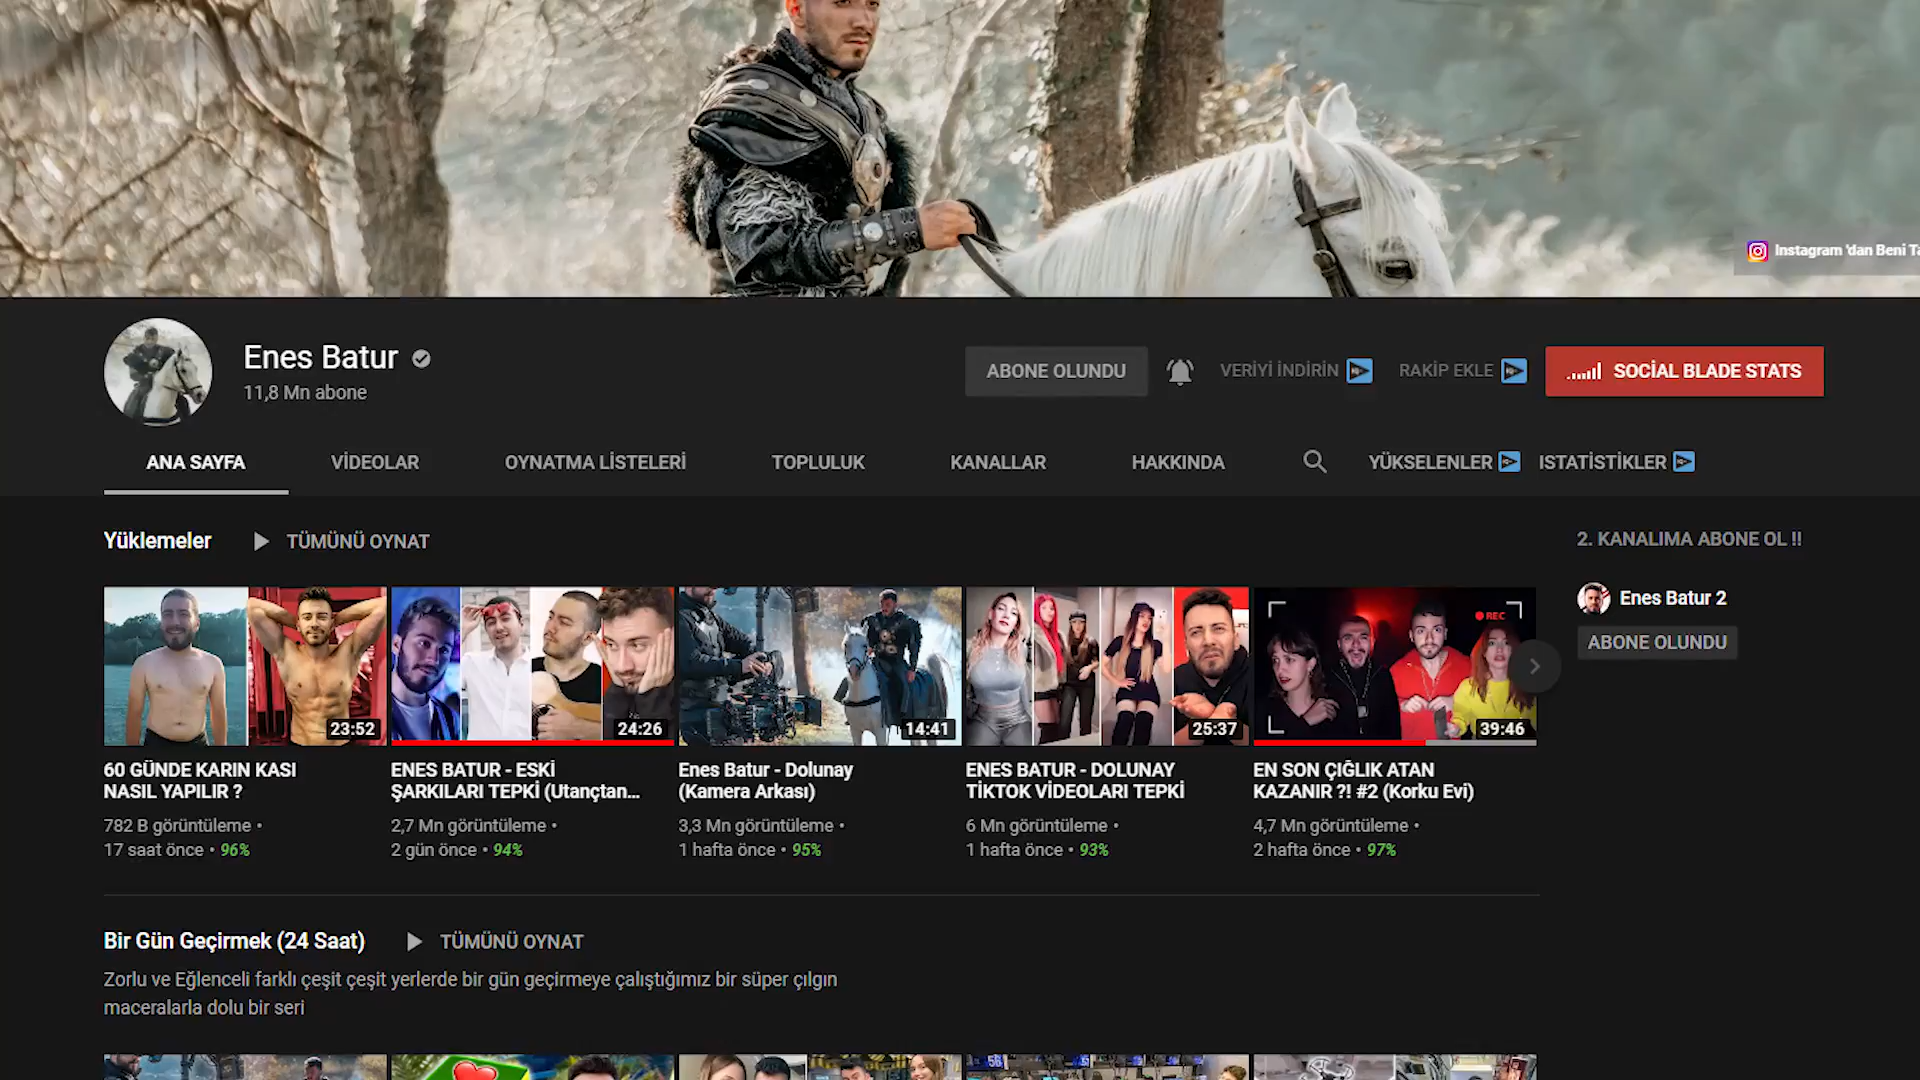 Instagram 'dan Beni
Enes Batur
11,8 Mn abone
ABONE OLUNDU
VERİYİ İNDİRİN
RAKİP EKLE
SOCİAL BLADE STATS
ANA SAYFA
VİDEOLAR
OYNATMA LİSTELERİ
TOPLULUK
KANALLAR
HAKKINDA
YÜKSELENLER
ISTATİSTİKLER
Yüklemeler
TÜMÜNÜ OYNAT
23:52
60 GÜNDE KARIN KASI
NASIL YAPILIR ?
782 B görüntüleme •
17 saat önce • 96%
24:26
ENES BATUR - ESKİ
ŞARKILARI TEPKİ (Utançtan...
2,7 Mn görüntüleme •
2 gün önce • 94%
14:41
Enes Batur - Dolunay
(Kamera Arkası)
3,3 Mn görüntüleme •
1 hafta önce • 95%
25:37
ENES BATUR - DOLUNAY
TİKTOK VİDEOLARI TEPKİ
6 Mn görüntüleme •
1 hafta önce • 93%
REC
39:46
EN SON ÇIĞLIK ATAN
KAZANIR ?! #2 (Korku Evi)
4,7 Mn görüntüleme •
2 hafta önce • 97%
2. KANALIMA ABONE OL !!
Enes Batur 2
ABONE OLUNDU
Bir Gün Geçirmek (24 Saat)
TÜMÜNÜ OYNAT
Zorlu ve Eğlenceli farklı çeşit çeşit yerlerde bir gün geçirmeye çalıştığımız bir süper çılgın
maceralarla dolu bir seri